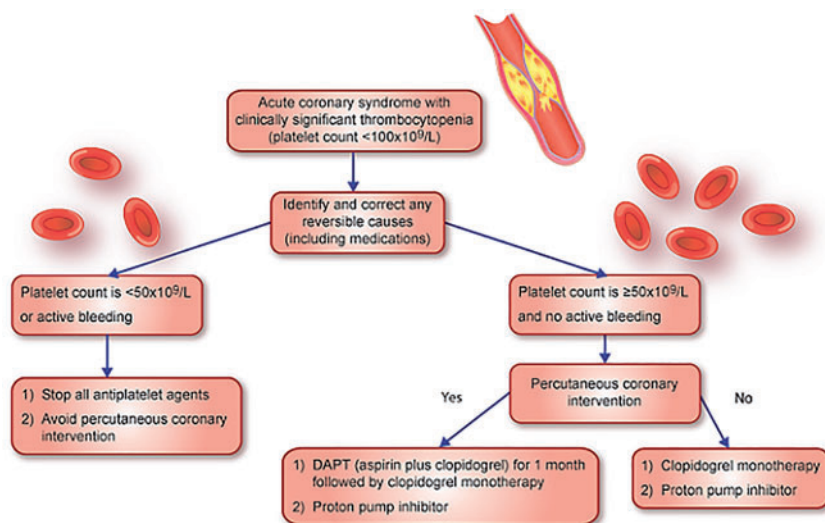 Acute coronary syndrome with
clinically significant thrombocytopenia
(platelet count <100x10⁹/L)
Identify and correct any
reversible causes
(including medications)
Platelet count is <50x10⁹/L
or active bleeding
Platelet count is ≥50x10⁹/L
and no active bleeding
1) Stop all antiplatelet agents
2) Avoid percutaneous coronary
intervention
Percutaneous coronary
intervention
Yes
No
1) DAPT (aspirin plus clopidogrel) for 1 month
followed by clopidogrel monotherapy
2) Proton pump inhibitor
1) Clopidogrel monotherapy
2) Proton pump inhibitor